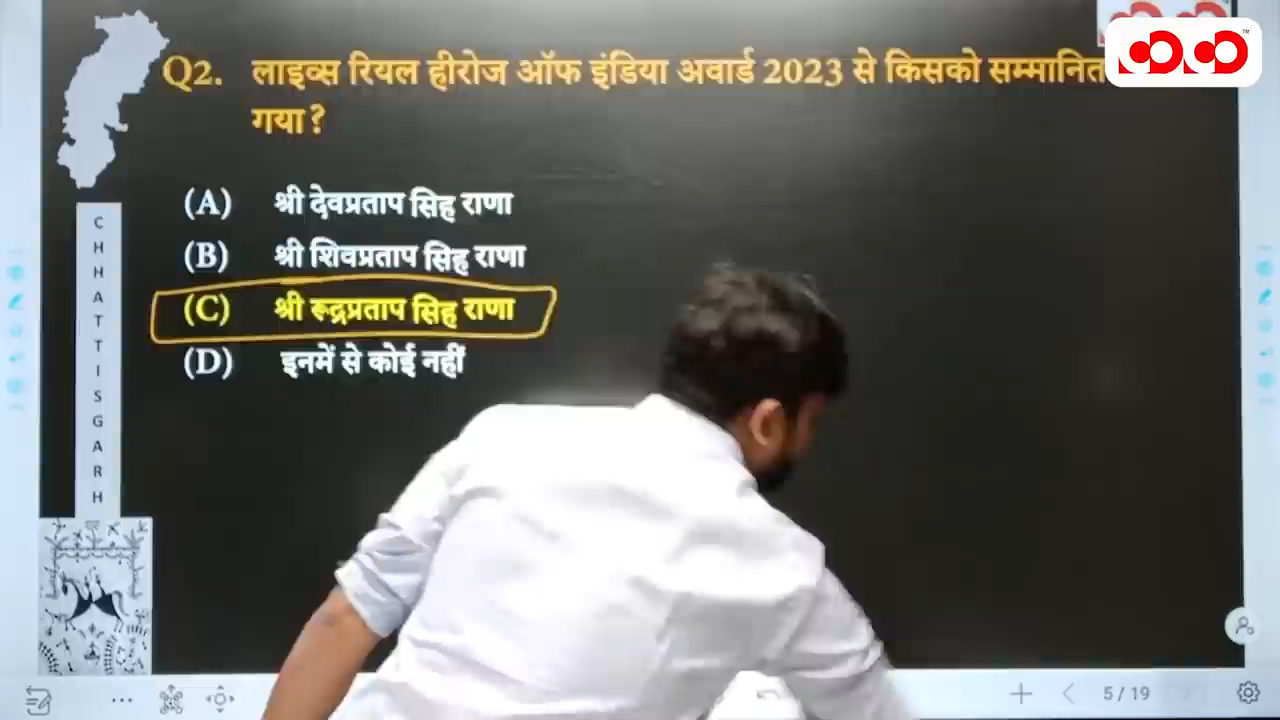 Q2. लाइव्स रियल हीरोज ऑफ इंडिया अवार्ड 2023 से किसको सम्मानित
गया ?
(A) श्री देवप्रताप सिह राणा
(B) श्री शिवप्रताप सिह राणा
(C) श्री रूद्रप्रताप सिह राणा
(D) इनमें से कोई नहीं
CHHATTISGARH
5 / 19